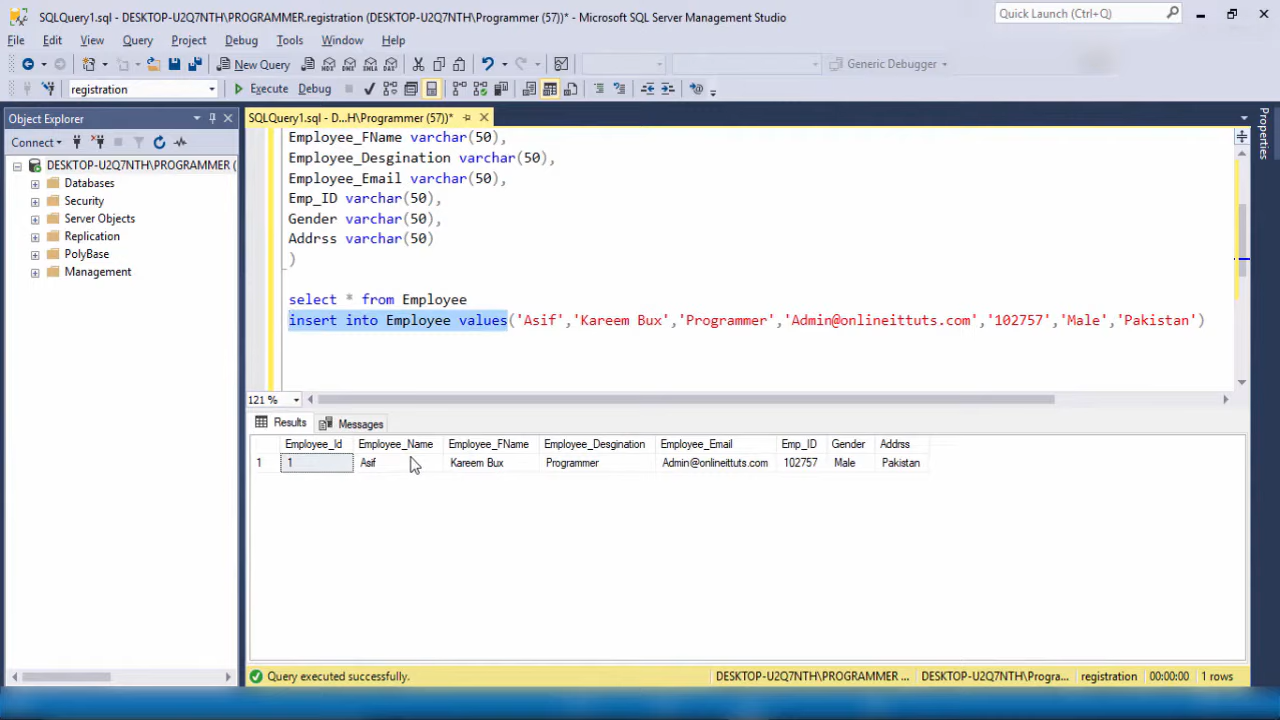 SQLQuery1.sql - DESKTOP-U2Q7NTH\PROGRAMMER.registration (DESKTOP-U2Q7NTH\Programmer (57))* - Microsoft SQL Server Management Studio
Quick Launch (Ctrl+Q)
File Edit View Query Project Debug Tools Window Help
New Query MDX DMX XMLA DAX Generic Debugger
registration Execute Debug
Object Explorer
SQLQuery1.sql - D...H\Programmer (57))*
Properties
Connect
DESKTOP-U2Q7NTH\PROGRAMMER (
Databases
Security
Server Objects
Replication
PolyBase
Management
Employee_FName varchar(50),
Employee_Desgination varchar(50),
Employee_Email varchar(50),
Emp_ID varchar(50),
Gender varchar(50),
Addrss varchar(50)
)
select * from Employee
insert into Employee values('Asif','Kareem Bux','Programmer','Admin@onlineittuts.com','102757','Male','Pakistan')
121 %
Results Messages
Employee_Id Employee_Name Employee_FName Employee_Desgination Employee_Email Emp_ID Gender Addrss
1 1 Asif Kareem Bux Programmer Admin@onlineittuts.com 102757 Male Pakistan
Query executed successfully. DESKTOP-U2Q7NTH\PROGRAMMER ... DESKTOP-U2Q7NTH\Progra... registration 00:00:00 1 rows